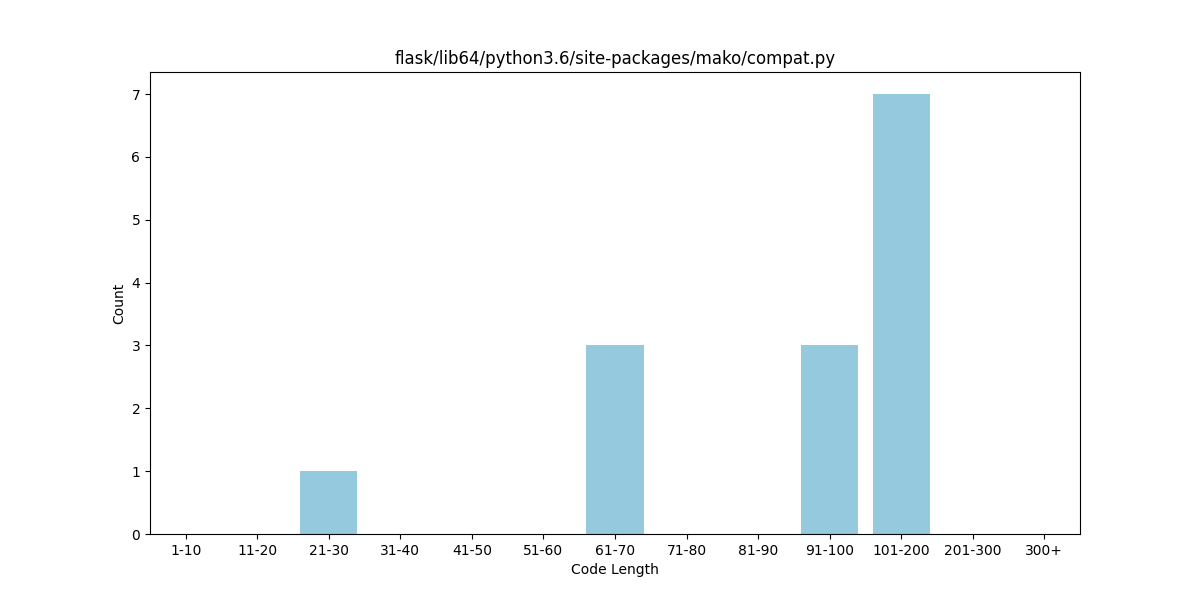 flask/lib64/python3.6/site-packages/mako/compat.py
7
6
5
4
3
2
1
0
Count
1-10 11-20 21-30 31-40 41-50 51-60 61-70 71-80 81-90 91-100 101-200 201-300 300+
Code Length